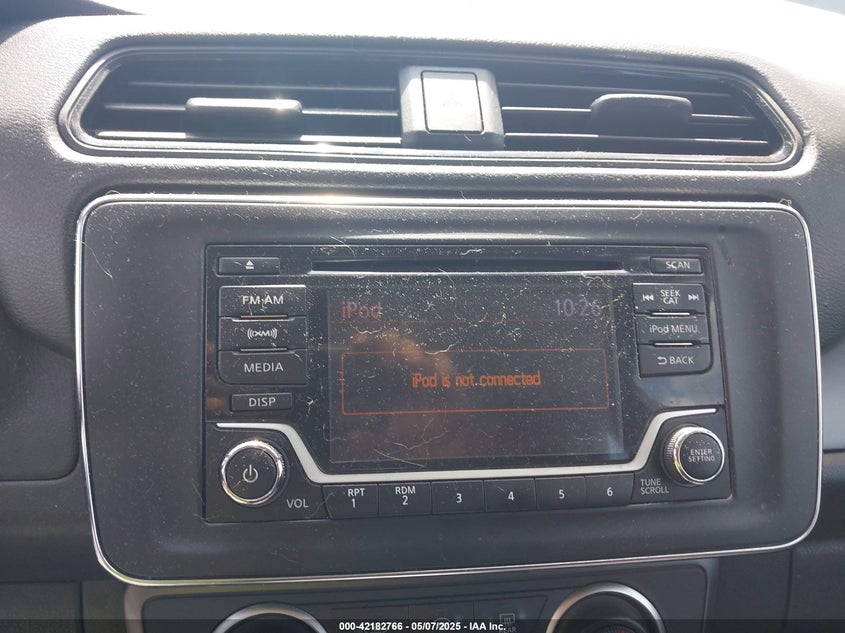 SCAN
FM·AM
iPod 10:26
SEEK
CAT
((XM))
iPod MENU
MEDIA
BACK
iPod is not connected
DISP
ENTER
SETTING
VOL
RPT
1
RDM
2
3
4
5
6
TUNE
SCROLL
000-42182766 - 05/07/2025 - IAA Inc.